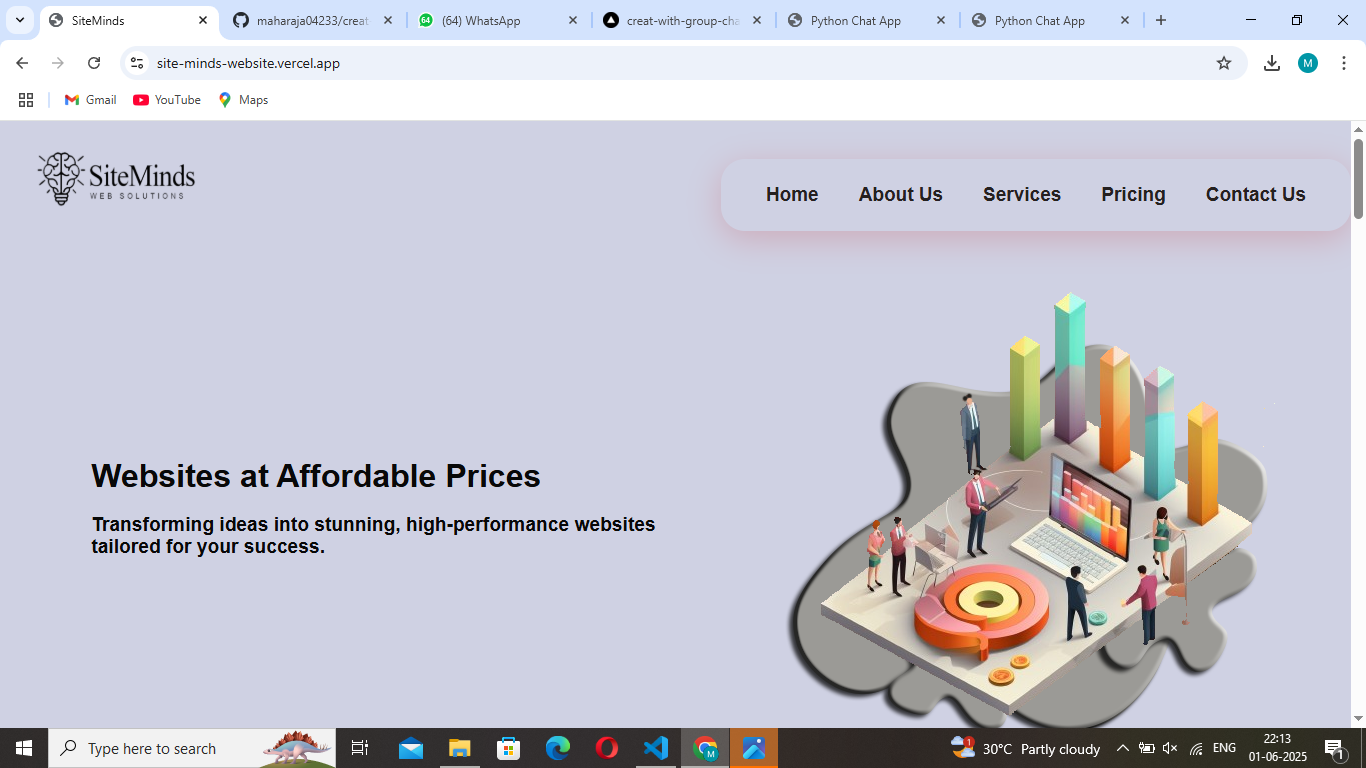 SiteMinds
maharaja04233/creat
(64) WhatsApp
creat-with-group-cha
Python Chat App
Python Chat App
site-minds-website.vercel.app
M
Gmail
YouTube
Maps
SiteMinds
WEB SOLUTIONS
Home
About Us
Services
Pricing
Contact Us
Websites at Affordable Prices
Transforming ideas into stunning, high-performance websites
tailored for your success.
Type here to search
M
1
30°C Partly cloudy
ENG
22:13
01-06-2025
1